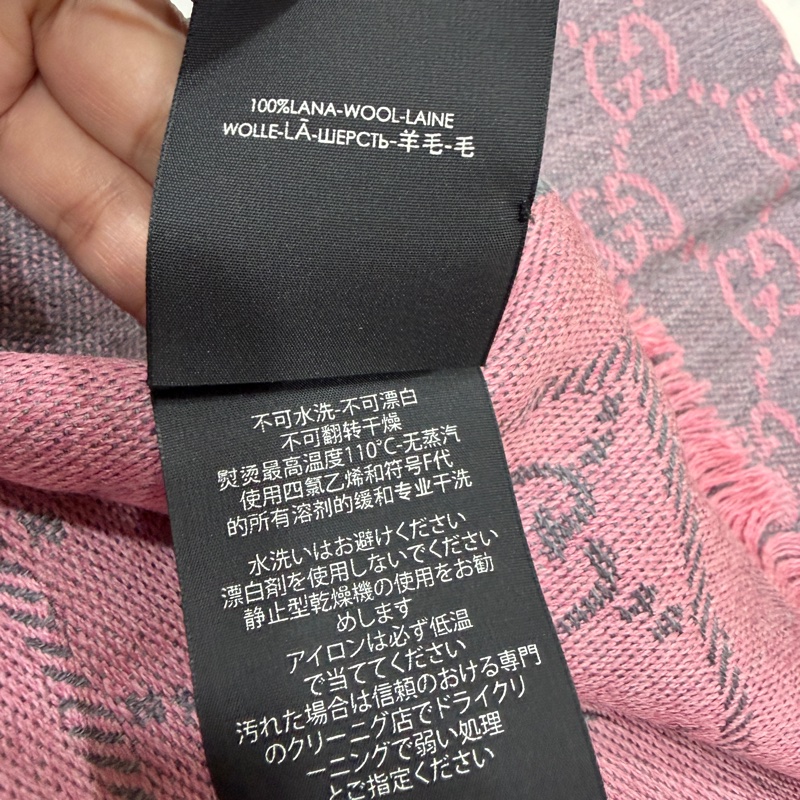 100%LANA-WOOL-LAINE
WOLLE-LÃ-ШЕРСТЬ-羊毛-毛
不可水洗-不可漂白
不可翻转干燥
熨烫最高温度110°C-无蒸汽
使用四氯乙烯和符号F代
的所有溶剂的缓和专业干洗
水洗いはお避けください
漂白剤を使用しないでください
静止型乾燥機の使用をお勧
めします
アイロンは必ず低温
で当ててください
汚れた場合は信頼のおける専門
のクリーニング店でドライクリ
ーニングで弱い処理
とご指定ください